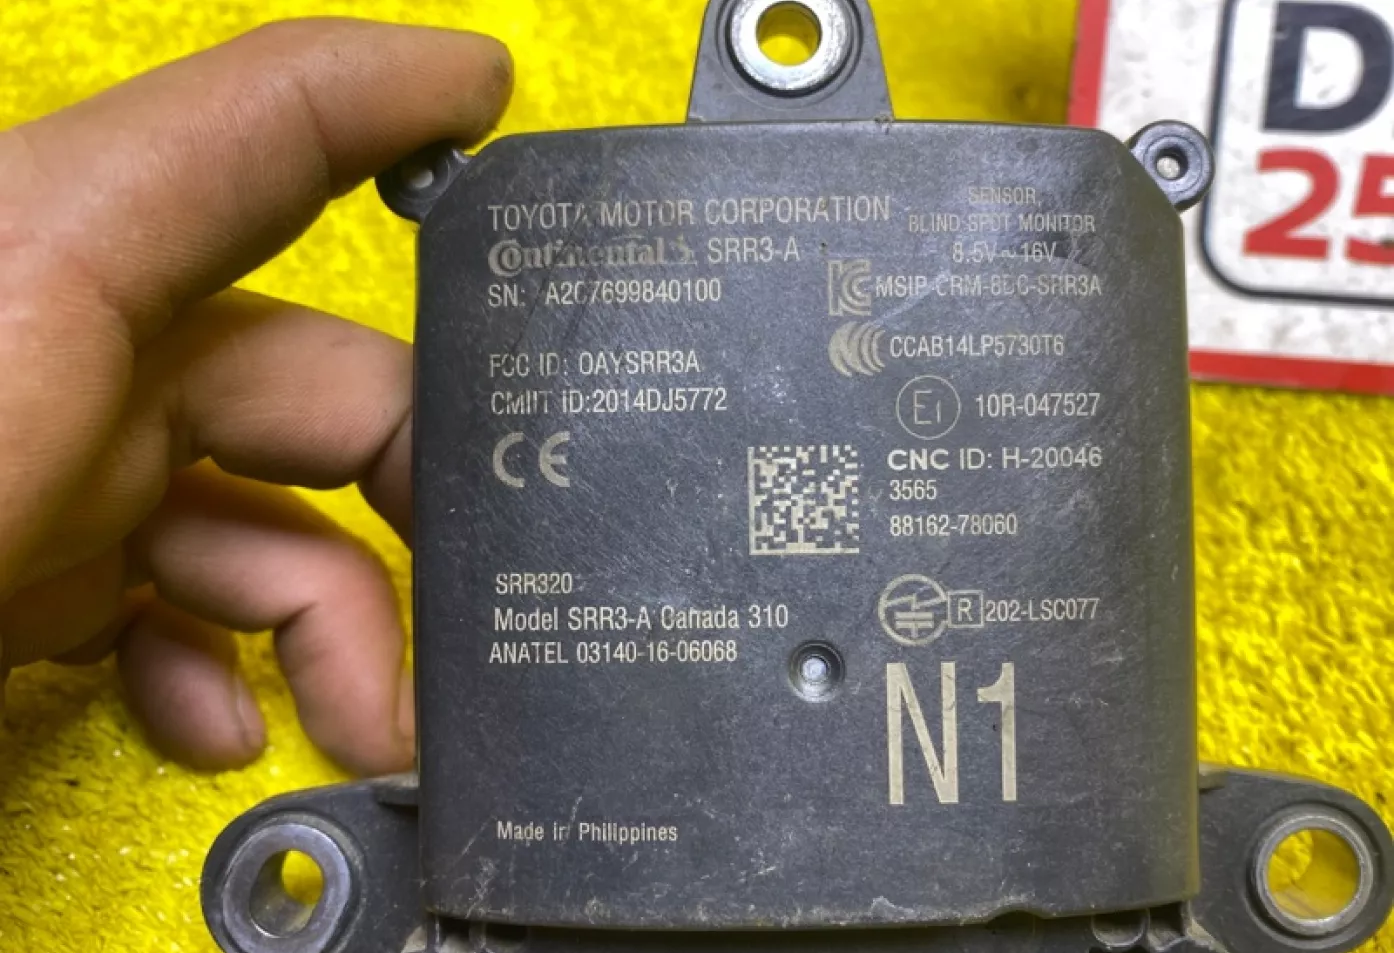 TOYOTA MOTOR CORPORATION
Continental SRR3-A
SN: A2C7699840100
FCC ID: OAYSRR3A
CMIIT ID:2014DJ5772
CE
SENSOR,
BLIND SPOT MONITOR
8.5V~16V
MSIP-CRM-8DC-SRR3A
CCAB14LP5730T6
E1 10R-047527
CNC ID: H-20046
3565
88162-78060
SRR320
Model SRR3-A Canada 310
ANATEL 03140-16-06068
R 202-LSC077
N1
Made in Philippines
D
25